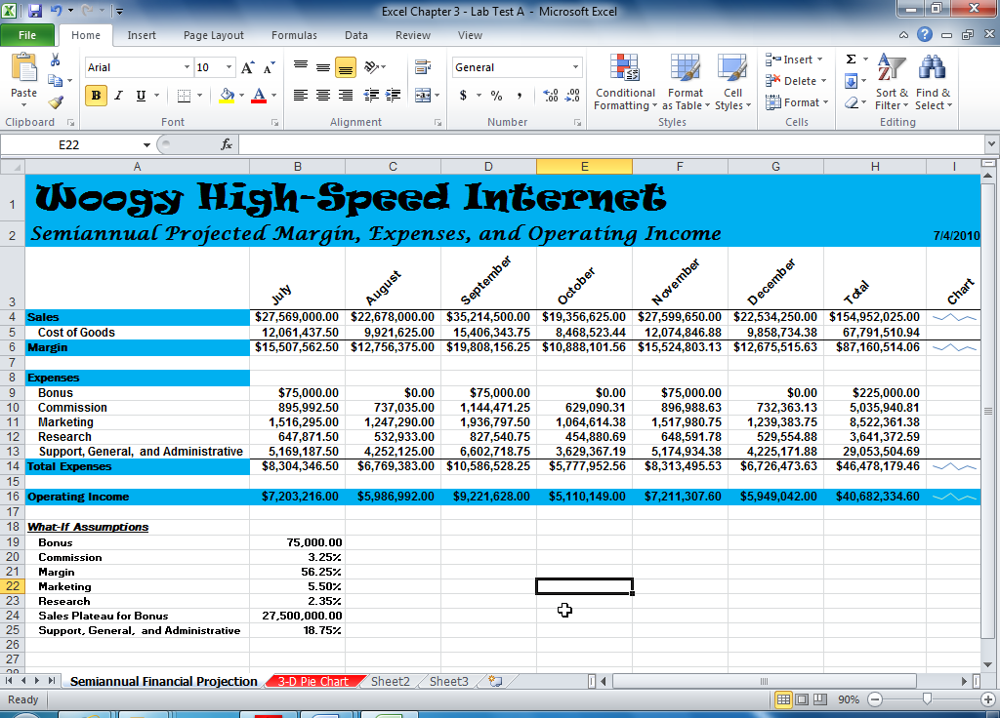 Excel Chapter 3 - Lab Test A - Microsoft Excel
File Home Insert Page Layout Formulas Data Review View
Paste Arial 10 A A General Conditional Formatting Format as Table Cell Styles Insert Delete Format Sort & Filter Find & Select
B I U A $ % ,
Clipboard Font Alignment Number Styles Cells Editing
E22 fx
A B C D E F G H I
1 Woogy High-Speed Internet
2 Semiannual Projected Margin, Expenses, and Operating Income 7/4/2010
3 July August September October November December Total Chart
4 Sales $27,569,000.00 $22,678,000.00 $35,214,500.00 $19,356,625.00 $27,599,650.00 $22,534,250.00 $154,952,025.00
5 Cost of Goods 12,061,437.50 9,921,625.00 15,406,343.75 8,468,523.44 12,074,846.88 9,858,734.38 67,791,510.94
6 Margin $15,507,562.50 $12,756,375.00 $19,808,156.25 $10,888,101.56 $15,524,803.13 $12,675,515.63 $87,160,514.06
7
8 Expenses
9 Bonus $75,000.00 $0.00 $75,000.00 $0.00 $75,000.00 $0.00 $225,000.00
10 Commission 895,992.50 737,035.00 1,144,471.25 629,090.31 896,988.63 732,363.13 5,035,940.81
11 Marketing 1,516,295.00 1,247,290.00 1,936,797.50 1,064,614.38 1,517,980.75 1,239,383.75 8,522,361.38
12 Research 647,871.50 532,933.00 827,540.75 454,880.69 648,591.78 529,554.88 3,641,372.59
13 Support, General, and Administrative 5,169,187.50 4,252,125.00 6,602,718.75 3,629,367.19 5,174,934.38 4,225,171.88 29,053,504.69
14 Total Expenses $8,304,346.50 $6,769,383.00 $10,586,528.25 $5,777,952.56 $8,313,495.53 $6,726,473.63 $46,478,179.46
15
16 Operating Income $7,203,216.00 $5,986,992.00 $9,221,628.00 $5,110,149.00 $7,211,307.60 $5,949,042.00 $40,682,334.60
17
18 What-If Assumptions
19 Bonus 75,000.00
20 Commission 3.25%
21 Margin 56.25%
22 Marketing 5.50%
23 Research 2.35%
24 Sales Plateau for Bonus 27,500,000.00
25 Support, General, and Administrative 18.75%
26
27
28
Semiannual Financial Projection 3-D Pie Chart Sheet2 Sheet3
Ready 90%